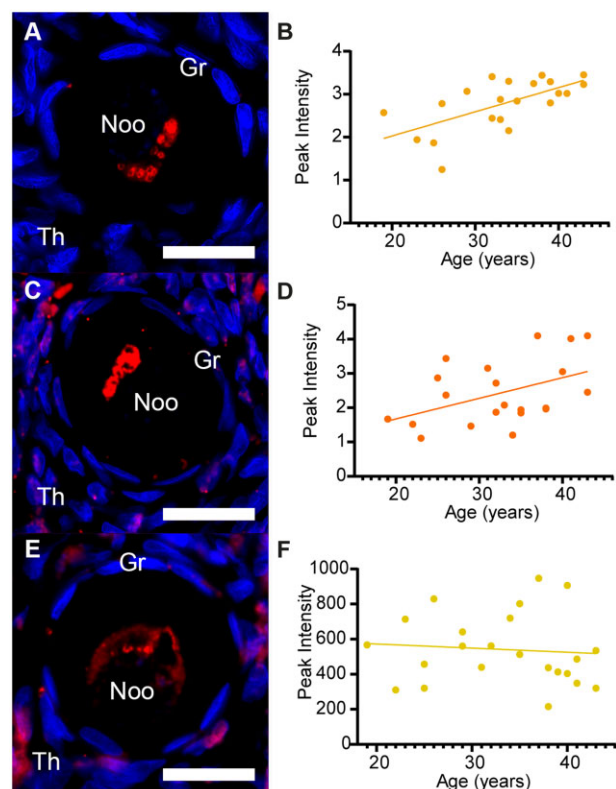 A
Gr
Noo
Th
B
Peak Intensity
4
3
2
1
0
20
30
40
Age (years)
C
Gr
Noo
Th
D
Peak Intensity
5
4
3
2
1
0
20
30
40
Age (years)
E
Gr
Noo
Th
F
Peak Intensity
1000
800
600
400
200
0
20
30
40
Age (years)